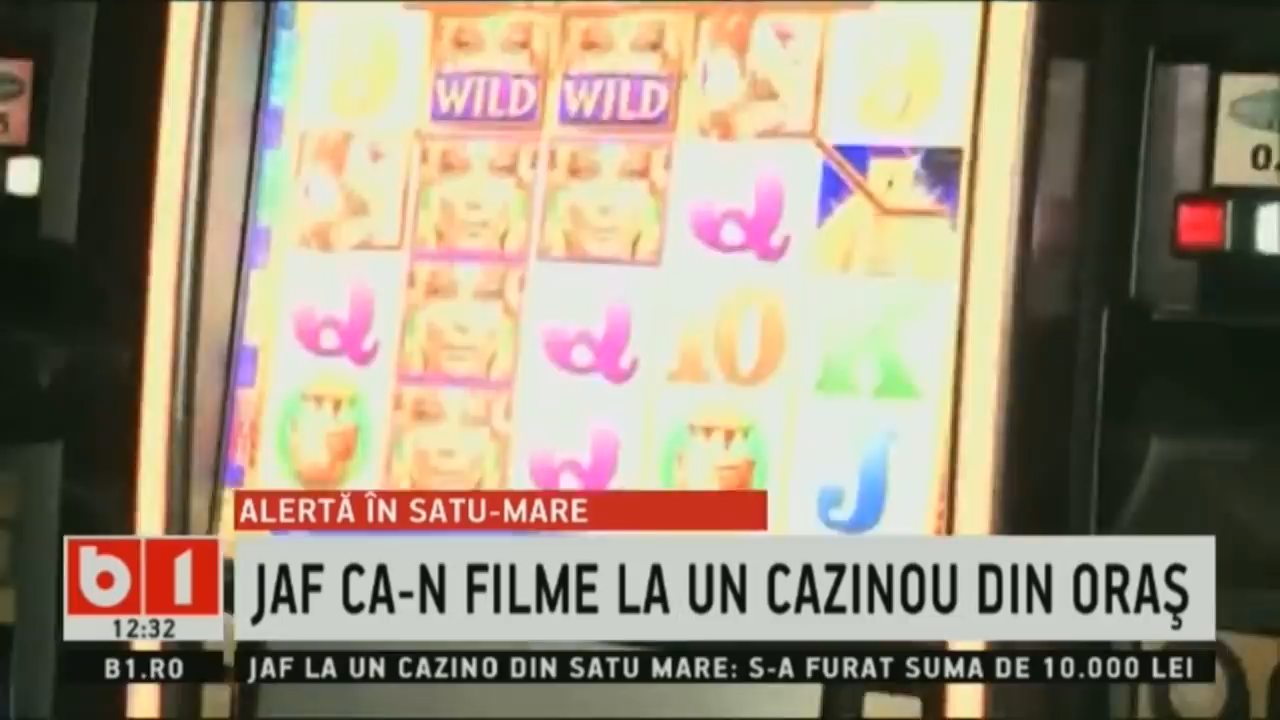 WILD WILD
10 K
J
ALERTĂ ÎN SATU-MARE
b1
JAF CA-N FILME LA UN CAZINOU DIN ORAŞ
12:32
B1.RO
JAF LA UN CAZINO DIN SATU MARE: S-A FURAT SUMA DE 10.000 LEI